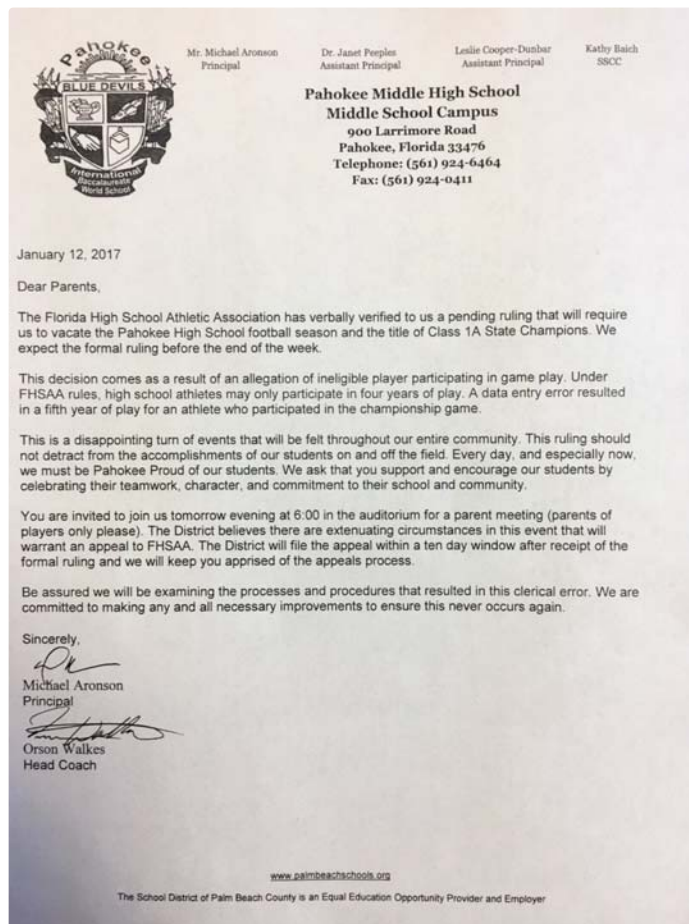 Pahokee
BLUE DEVILS
International
Baccalaureate
World School
Mr. Michael Aronson
Principal
Dr. Janet Peeples
Assistant Principal
Leslie Cooper-Dunbar
Assistant Principal
Kathy Baich
SSCC
Pahokee Middle High School
Middle School Campus
900 Larrimore Road
Pahokee, Florida 33476
Telephone: (561) 924-6464
Fax: (561) 924-0411
January 12, 2017
Dear Parents,
The Florida High School Athletic Association has verbally verified to us a pending ruling that will require
us to vacate the Pahokee High School football season and the title of Class 1A State Champions. We
expect the formal ruling before the end of the week.
This decision comes as a result of an allegation of ineligible player participating in game play. Under
FHSAA rules, high school athletes may only participate in four years of play. A data entry error resulted
in a fifth year of play for an athlete who participated in the championship game.
This is a disappointing turn of events that will be felt throughout our entire community. This ruling should
not detract from the accomplishments of our students on and off the field. Every day, and especially now,
we must be Pahokee Proud of our students. We ask that you support and encourage our students by
celebrating their teamwork, character, and commitment to their school and community.
You are invited to join us tomorrow evening at 6:00 in the auditorium for a parent meeting (parents of
players only please). The District believes there are extenuating circumstances in this event that will
warrant an appeal to FHSAA. The District will file the appeal within a ten day window after receipt of the
formal ruling and we will keep you apprised of the appeals process.
Be assured we will be examining the processes and procedures that resulted in this clerical error. We are
committed to making any and all necessary improvements to ensure this never occurs again.
Sincerely,
Michael Aronson
Principal
Orson Walkes
Head Coach
www.palmbeachschools.org
The School District of Palm Beach County is an Equal Education Opportunity Provider and Employer